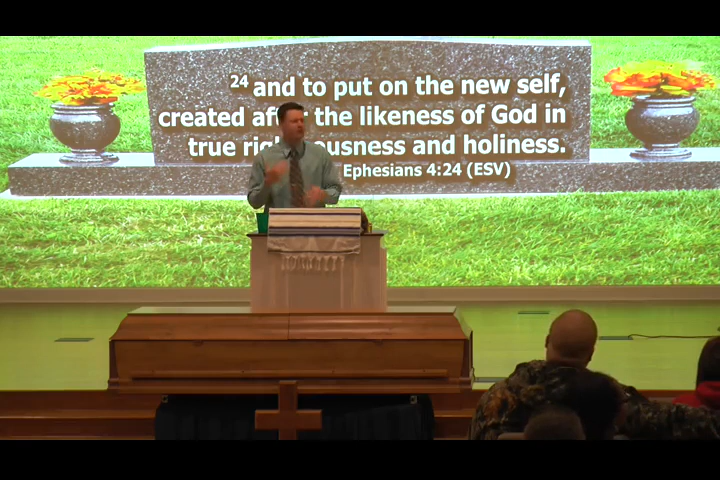 24 and to put on the new self,
created the likeness of God in
true and holiness.
Ephesians 4:24 (ESV)